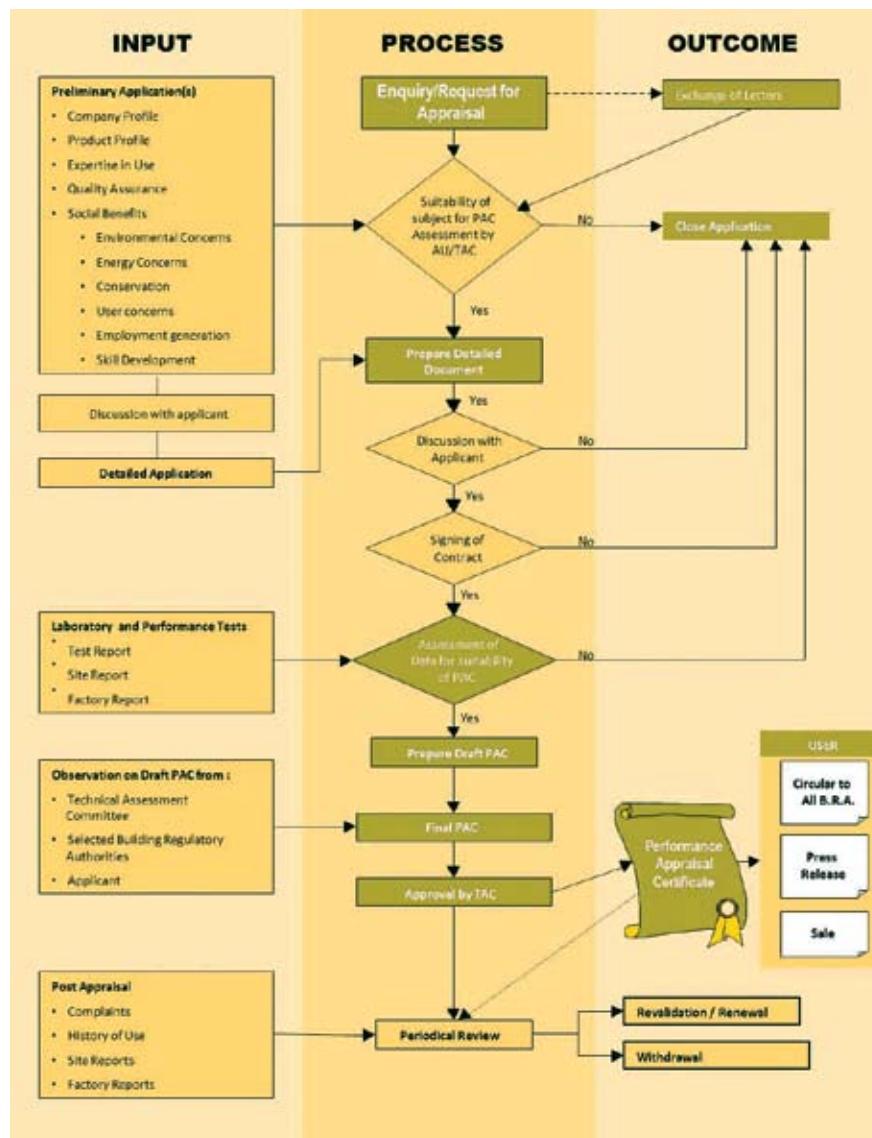 INPUT
PROCESS
OUTCOME
Preliminary Application(s)
• Company Profile
• Product Profile
• Expertise in Use
• Quality Assurance
• Social Benefits
• Environmental Concerns
• Energy Concerns
• Conservation
• User concerns
• Employment generation
• Skill Development
Discussion with applicant
Detailed Application
Enquiry/Request for
Appraisal
Exchange of Letters
Suitability of
subject for PAC
Assessment by
AU/TAC
No
Close Application
Yes
Prepare Detailed
Document
Yes
Discussion with
Applicant
No
Yes
Signing of
Contract
No
Yes
Laboratory and Performance Tests
• Test Report
• Site Report
• Factory Report
Assessment of
Data for suitability
of PAC
No
Yes
Prepare Draft PAC
Observation on Draft PAC from :
• Technical Assessment
Committee
• Selected Building Regulatory
Authorities
• Applicant
Final PAC
Approval by TAC
Performance
Appraisal
Certificate
USER
Circular to
All B.R.A.
Press
Release
Sale
Post Appraisal
• Complaints
• History of Use
• Site Reports
• Factory Reports
Periodical Review
Revalidation / Renewal
Withdrawal